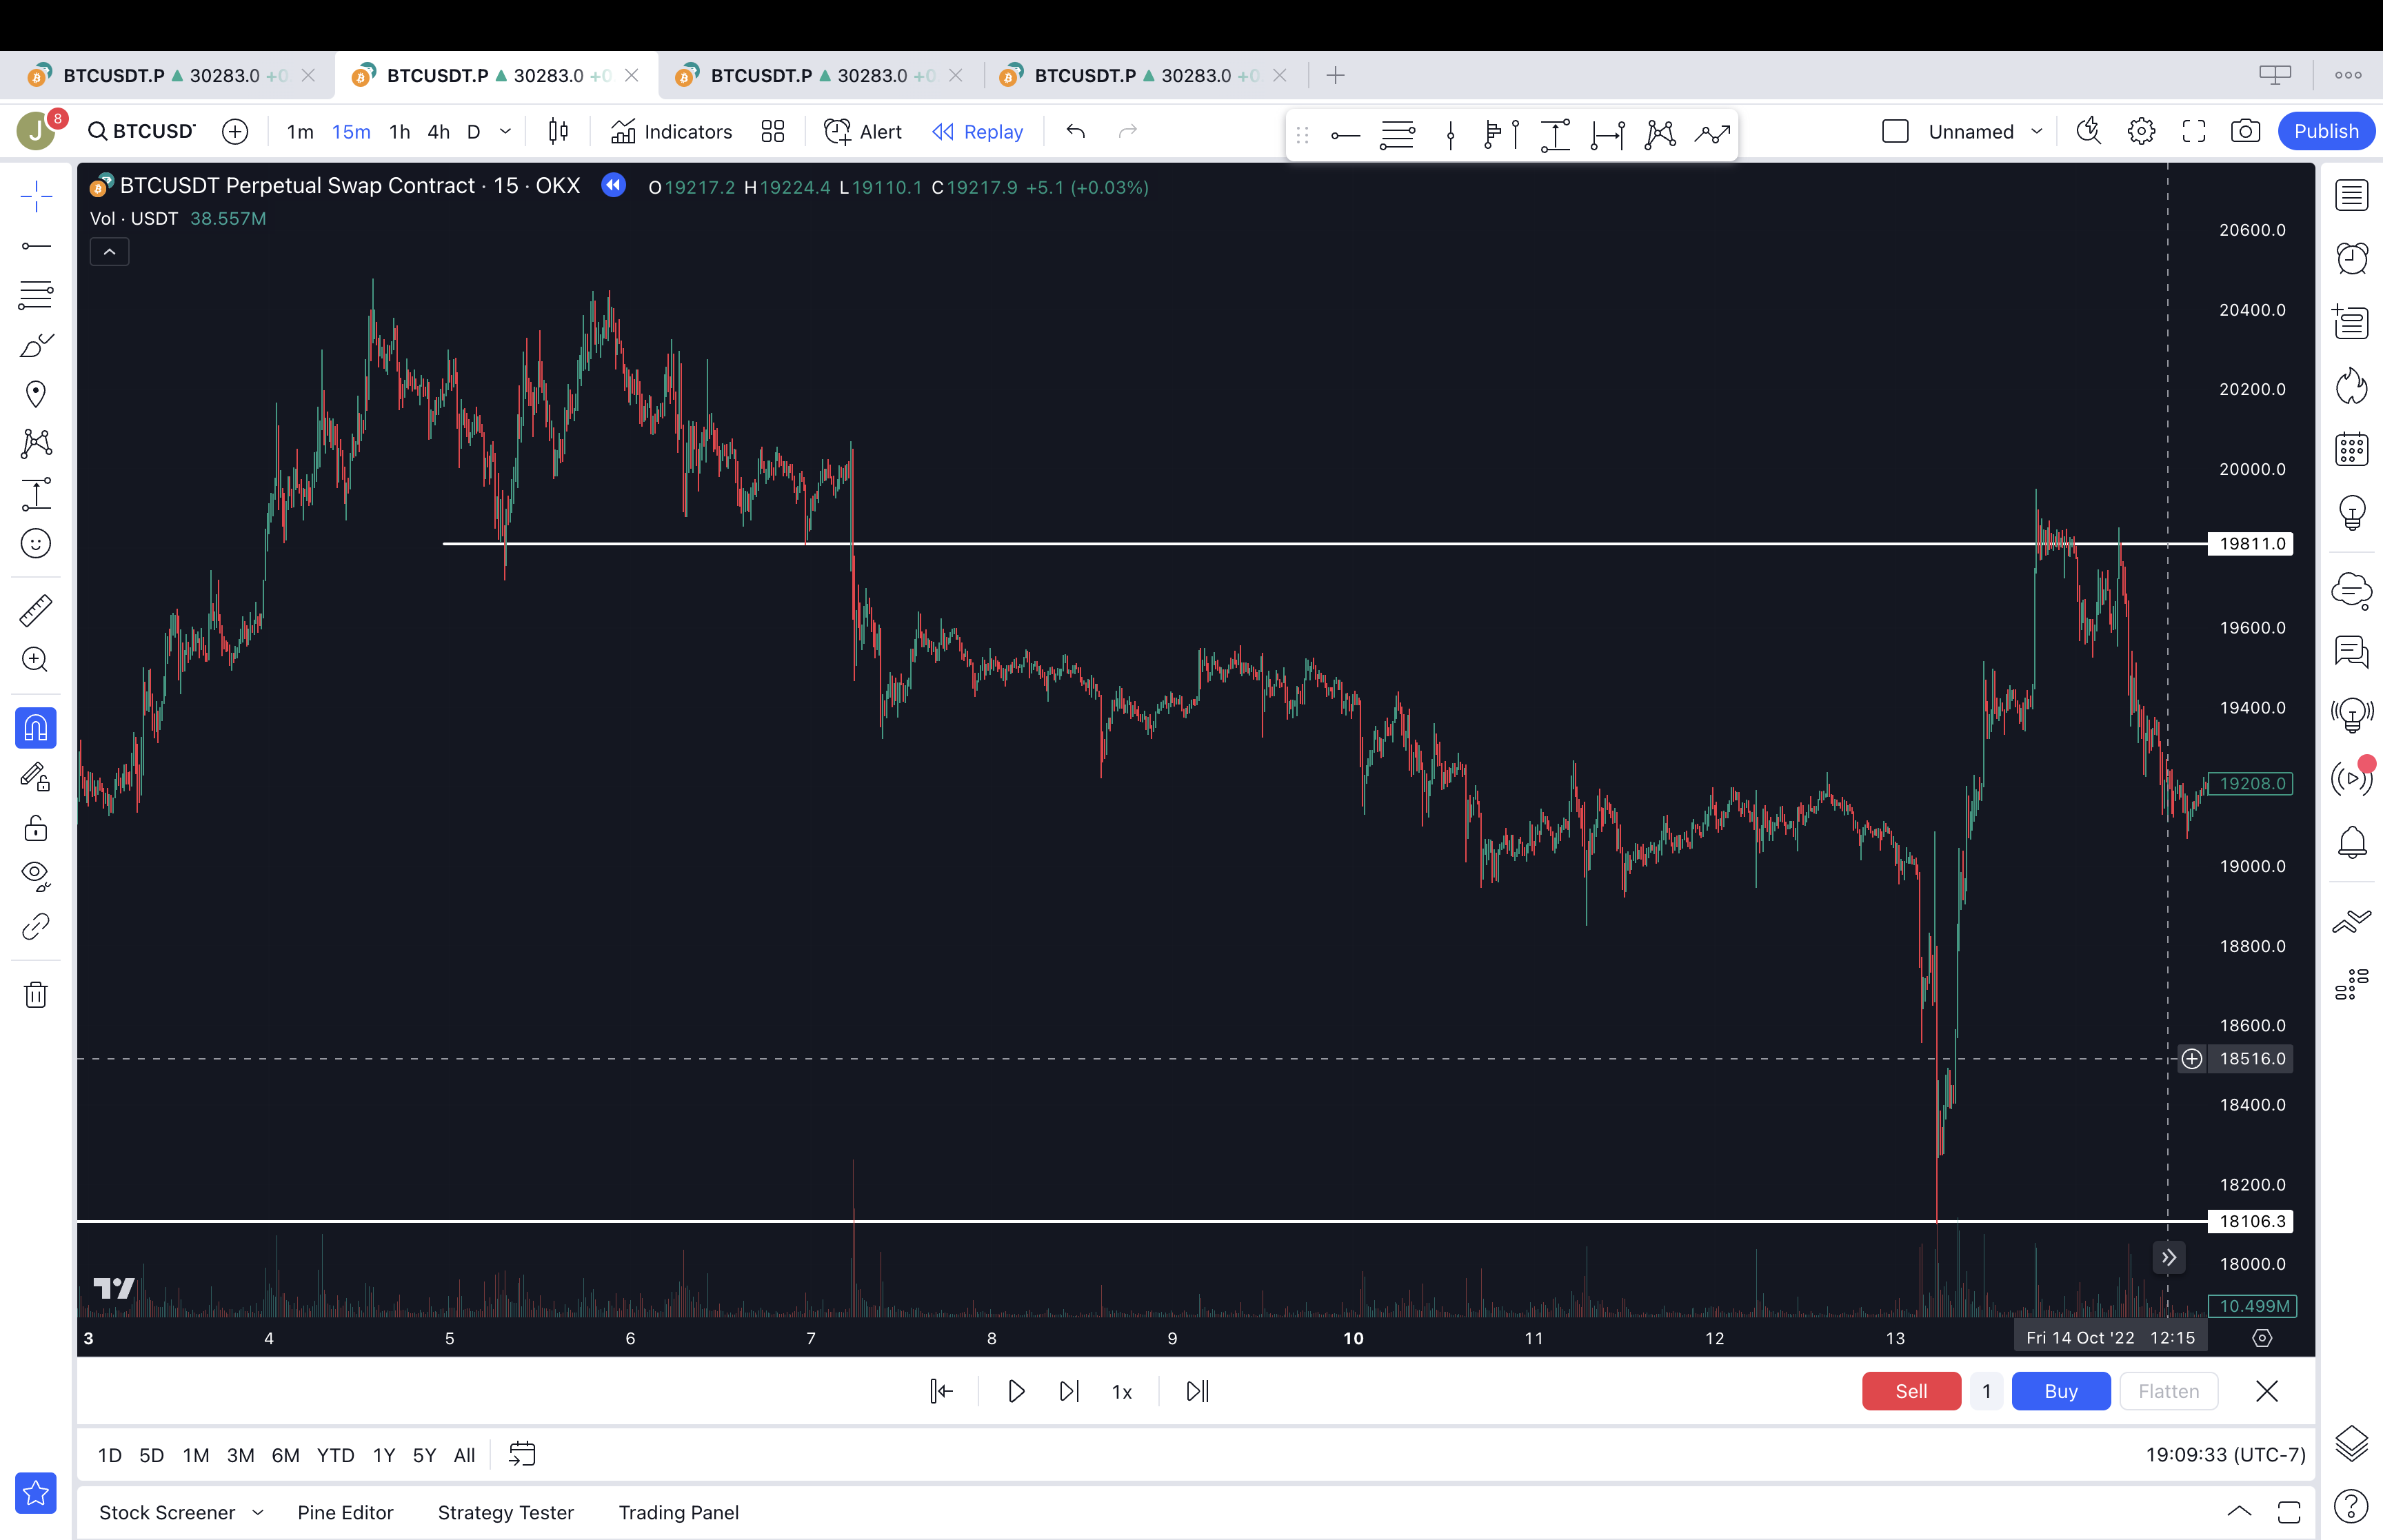 BTCUSDT.P ▲ 30283.0 +0
BTCUSDT.P ▲ 30283.0 +0
BTCUSDT.P ▲ 30283.0 +0
BTCUSDT.P ▲ 30283.0 +0
J 8 BTCUSD 1m 15m 1h 4h D Indicators Alert Replay Unnamed Publish
BTCUSDT Perpetual Swap Contract · 15 · OKX O19217.2 H19224.4 L19110.1 C19217.9 +5.1 (+0.03%)
Vol · USDT 38.557M
20600.0
20400.0
20200.0
20000.0
19811.0
19600.0
19400.0
19208.0
19000.0
18800.0
18600.0
18516.0
18400.0
18200.0
18106.3
18000.0
10.499M
3 4 5 6 7 8 9 10 11 12 13 Fri 14 Oct '22 12:15
1x Sell 1 Buy Flatten
1D 5D 1M 3M 6M YTD 1Y 5Y All 19:09:33 (UTC-7)
Stock Screener Pine Editor Strategy Tester Trading Panel